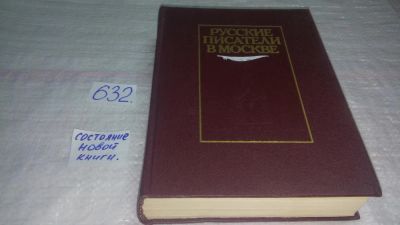 РУССКИЕ
ПИСАТЕЛИ
В МОСКВЕ
632.
состояние
новой
книги.